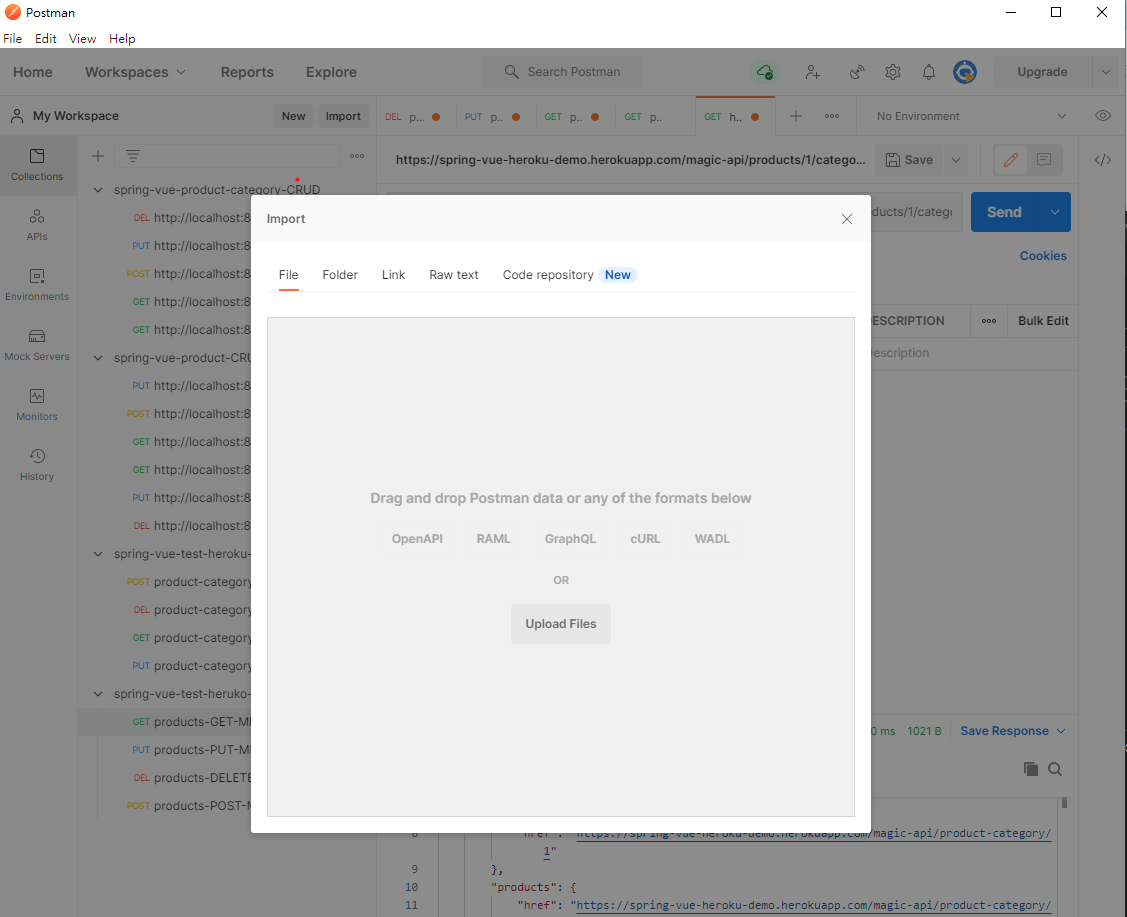 Postman
File Edit View Help
Home Workspaces Reports Explore Search Postman Upgrade
My Workspace New Import DEL p... PUT p.. GET p.. GET p.. GET h.. No Environment
https://spring-vue-heroku-demo.herokuapp.com/magic-api/products/1/catego... Save
Collections
APIs
Environments
Mock Servers
Monitors
History
spring-vue-product-category-CRUD
DEL http://localhost:8
PUT http://localhost:8
POST http://localhost:8
GET http://localhost:8
GET http://localhost:8
spring-vue-product-CRU
PUT http://localhost:8
POST http://localhost:8
GET http://localhost:8
GET http://localhost:8
PUT http://localhost:8
DEL http://localhost:8
spring-vue-test-heroku-
POST product-category
DEL product-category
GET product-category
PUT product-category
spring-vue-test-heruko-
GET products-GET-M
PUT products-PUT-M
DEL products-DELETE
POST products-POST-M
ducts/1/categ Send
Cookies
ESCRIPTION Bulk Edit
escription
Import
File Folder Link Raw text Code repository New
Drag and drop Postman data or any of the formats below
OpenAPI RAML GraphQL cURL WADL
OR
Upload Files
0 ms 1021 B Save Response
8 "href": "https://spring-vue-heroku-demo.herokuapp.com/magic-api/product-category/
1"
9 },
10 "products": {
11 "href": "https://spring-vue-heroku-demo.herokuapp.com/magic-api/product-category/